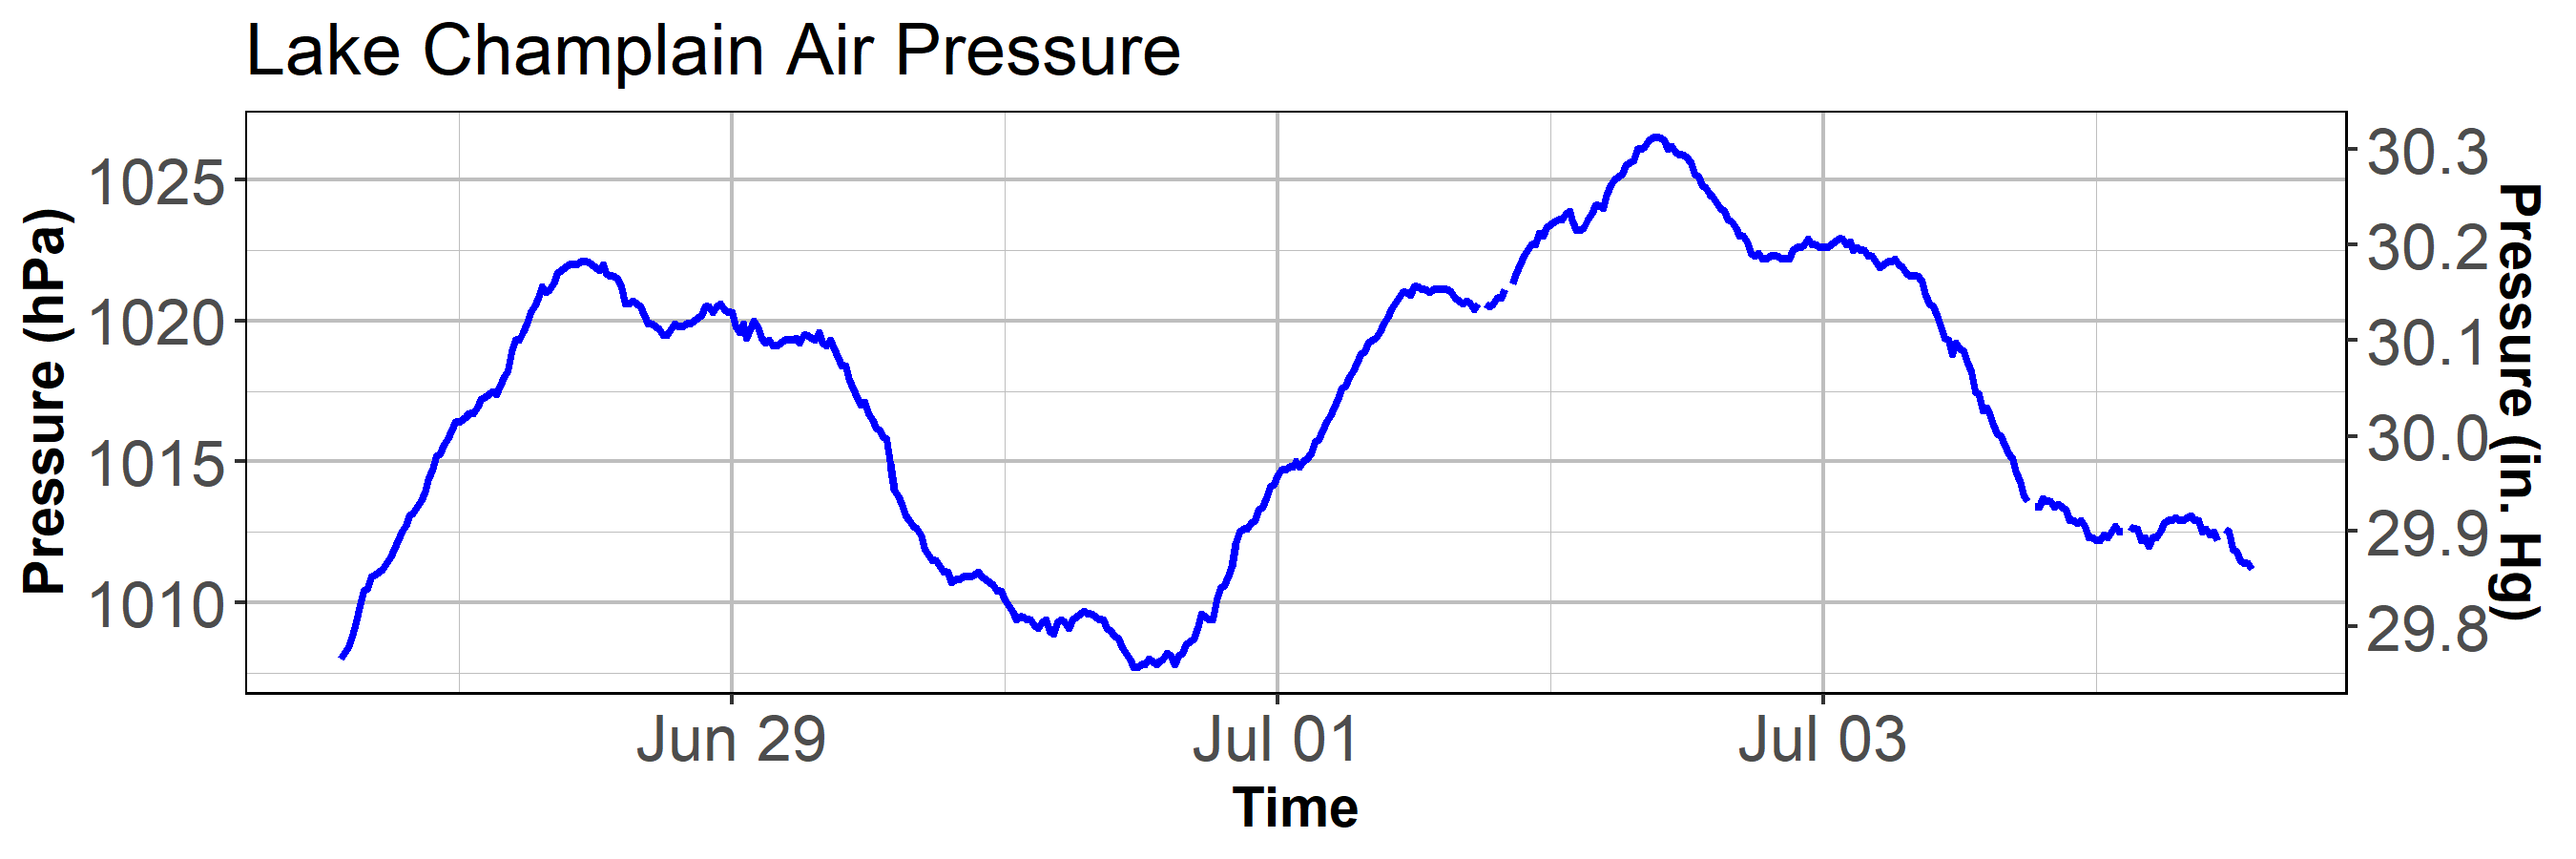 Lake Champlain Air Pressure
Pressure (hPa)
1025
1020
1015
1010
30.3
30.2
30.1
30.0
29.9
29.8
Pressure (in. Hg)
Jun 29
Jul 01
Jul 03
Time